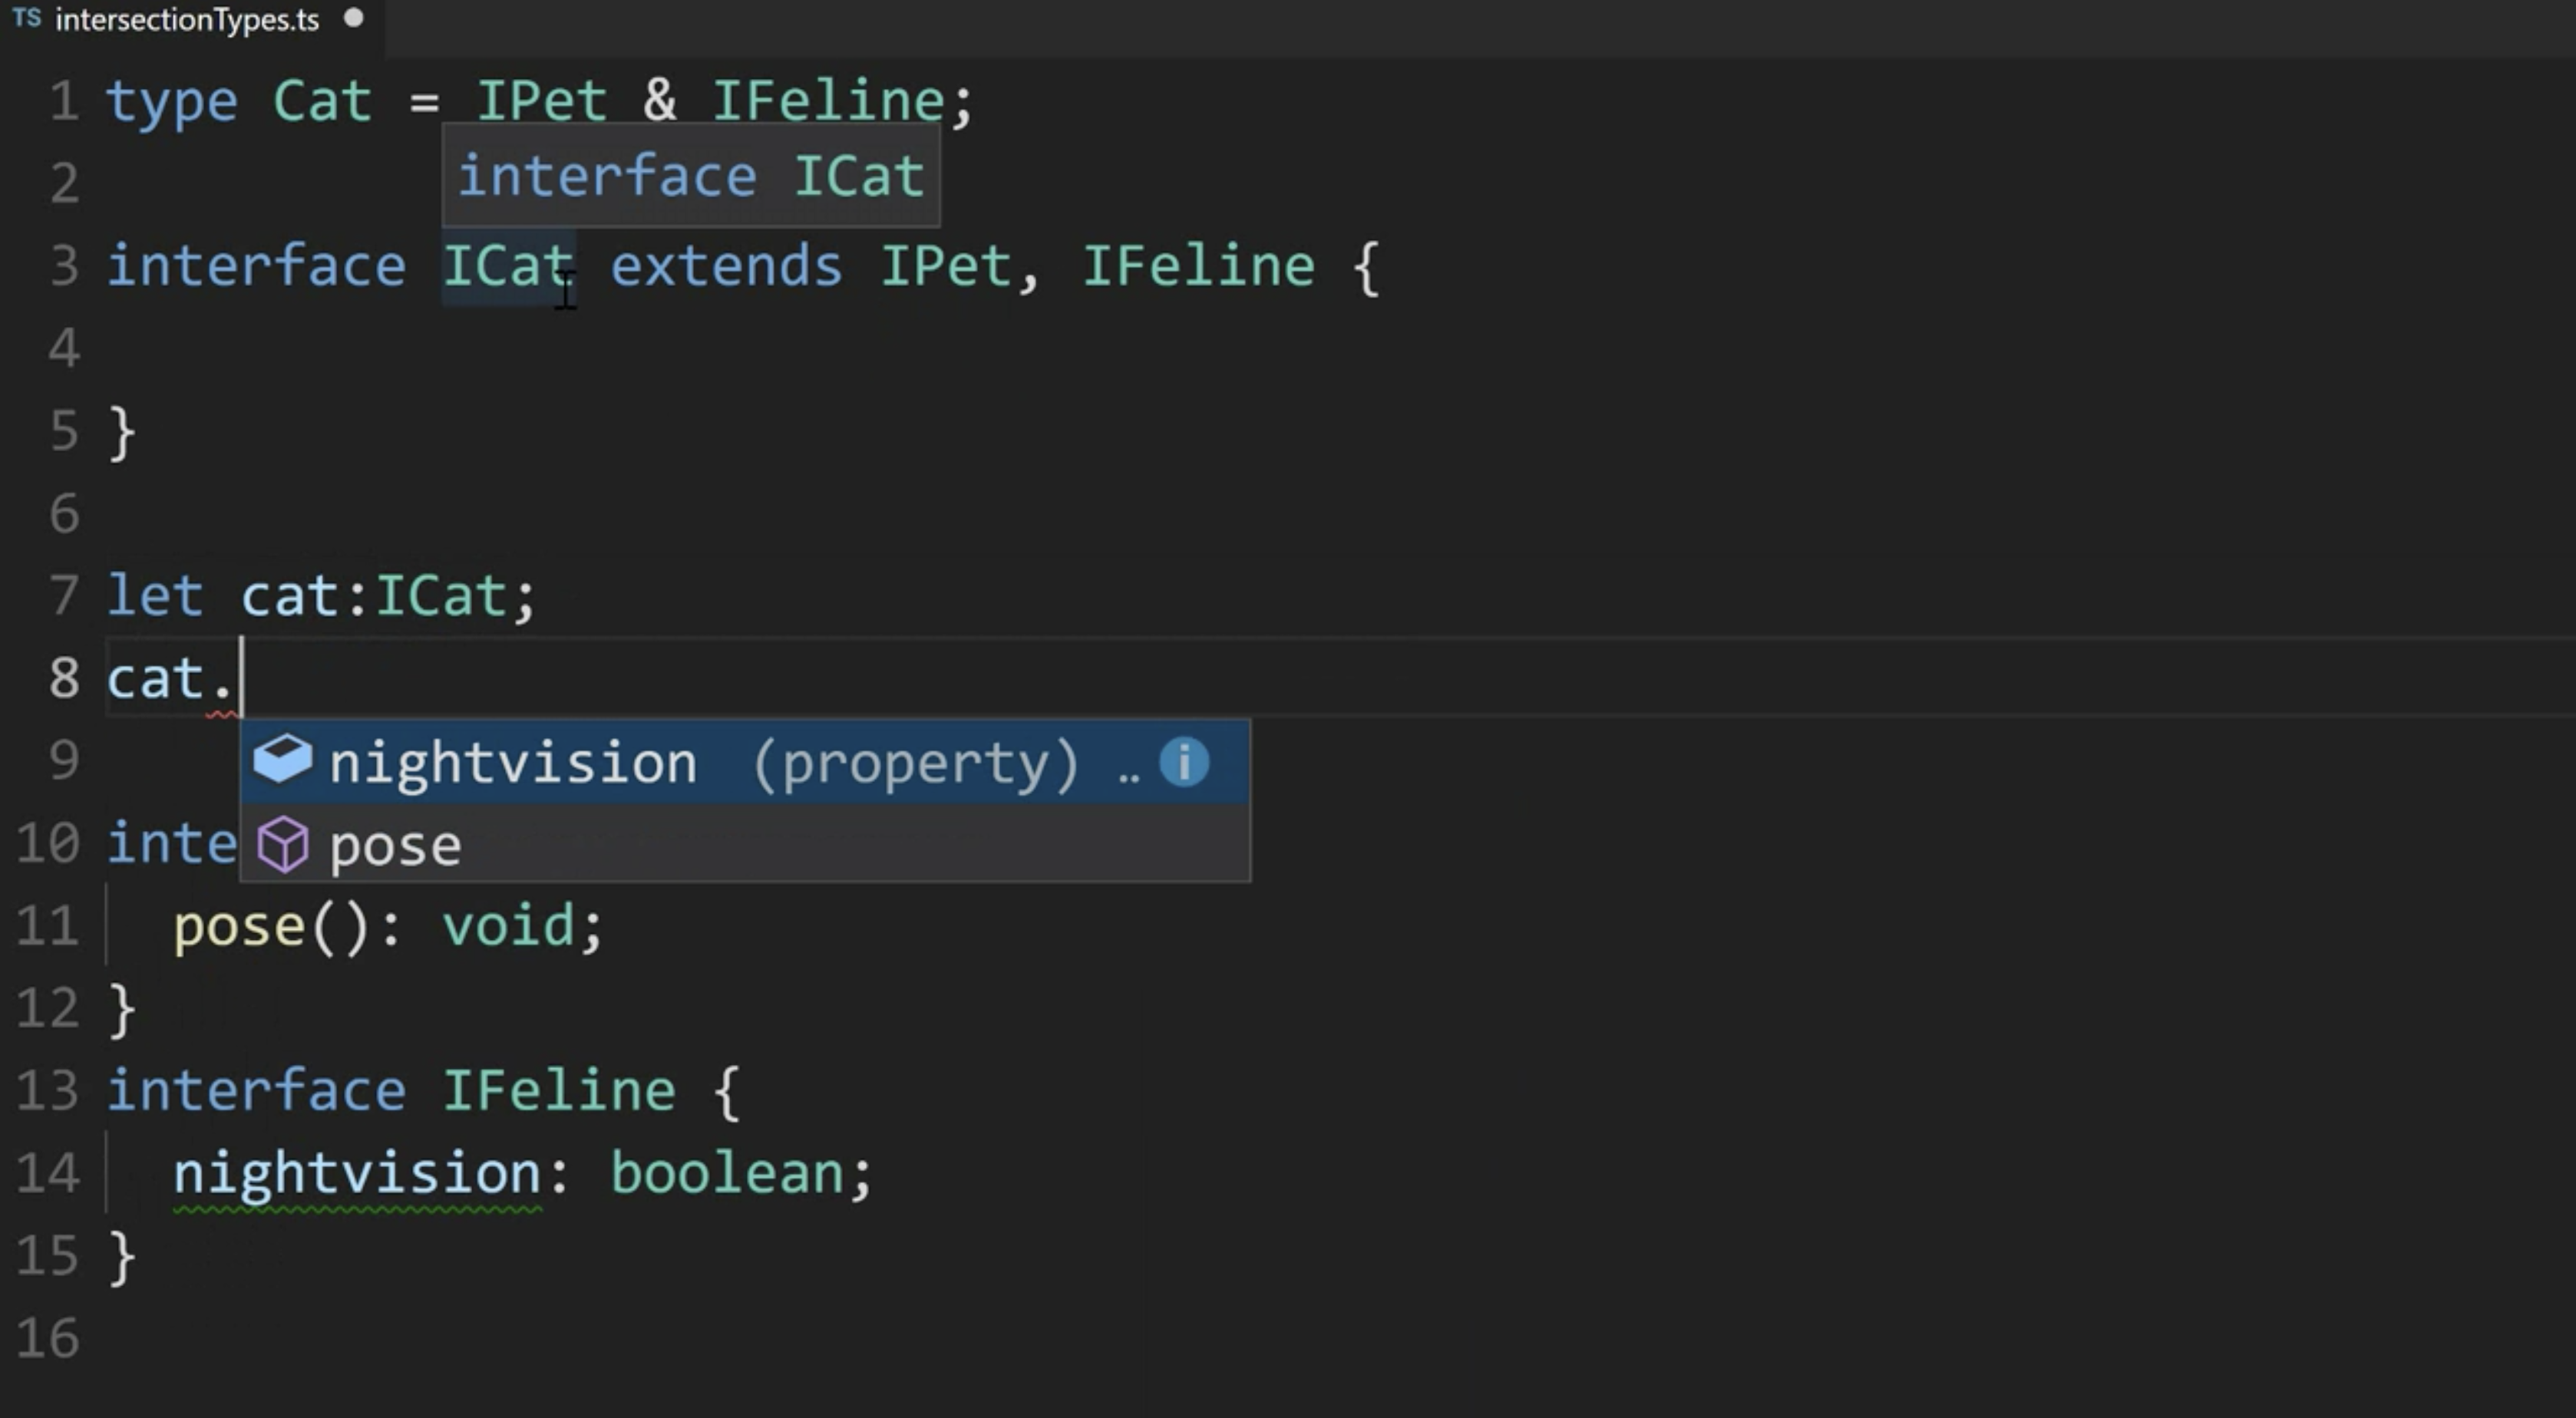 TS intersectionTypes.ts
1 type Cat = IPet & IFeline;
interface ICat
2
3 interface ICat extends IPet, IFeline {
4
5 }
6
7 let cat:ICat;
8 cat.
nightvision (property) ..
9
10 inte
pose
11 pose(): void;
12 }
13 interface IFeline {
14 nightvision: boolean;
15 }
16